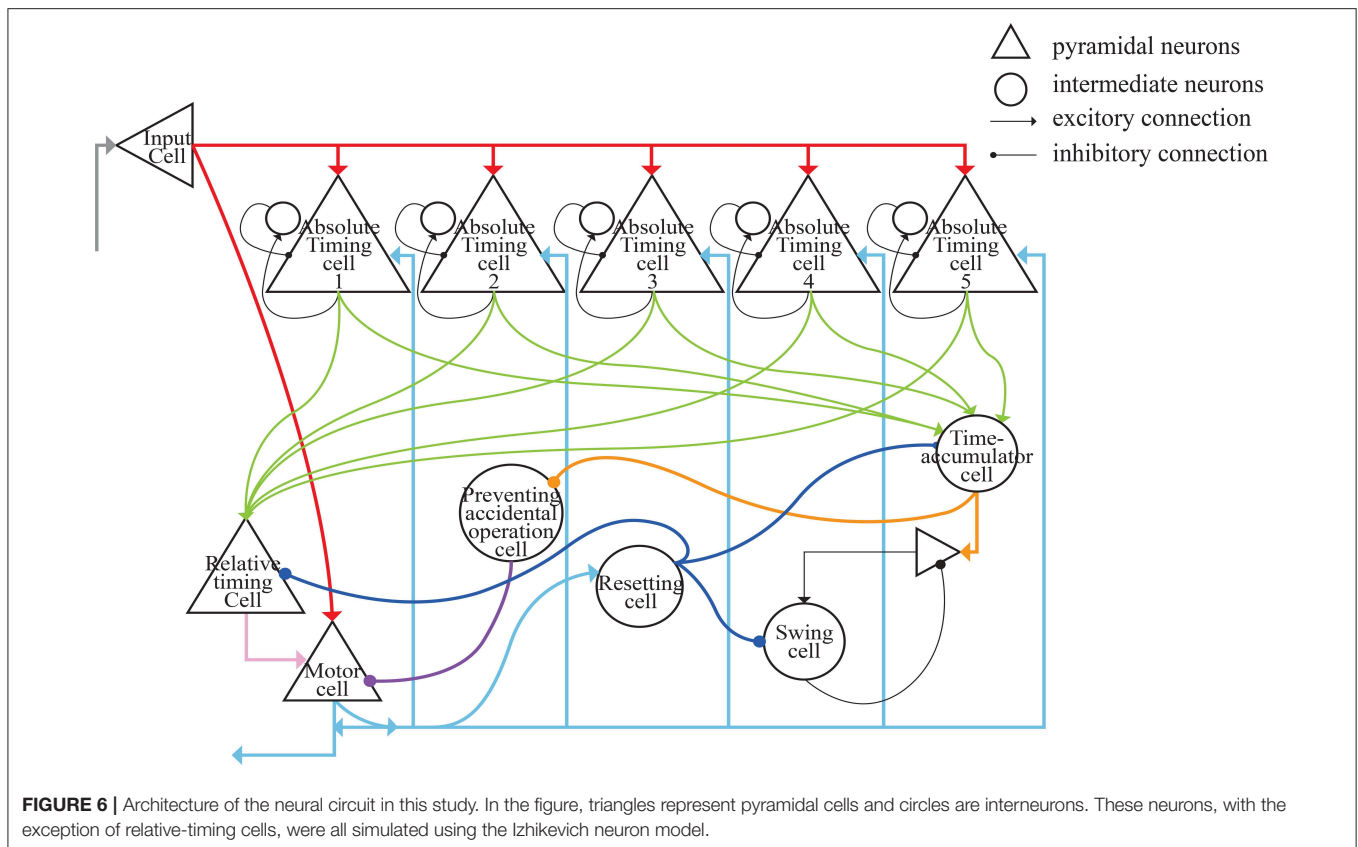 pyramidal neurons
intermediate neurons
excitory connection
inhibitory connection
Input
Cell
Absolute
Timing
cell
1
Absolute
Timing
cell
2
Absolute
Timing
cell
3
Absolute
Timing
cell
4
Absolute
Timing
cell
5
Time-
accumulator
cell
Preventing
accidental
operation
cell
Relative
timing
Cell
Resetting
cell
Swing
cell
Motor
cell
FIGURE 6 | Architecture of the neural circuit in this study. In the figure, triangles represent pyramidal cells and circles are interneurons. These neurons, with the
exception of relative-timing cells, were all simulated using the Izhikevich neuron model.